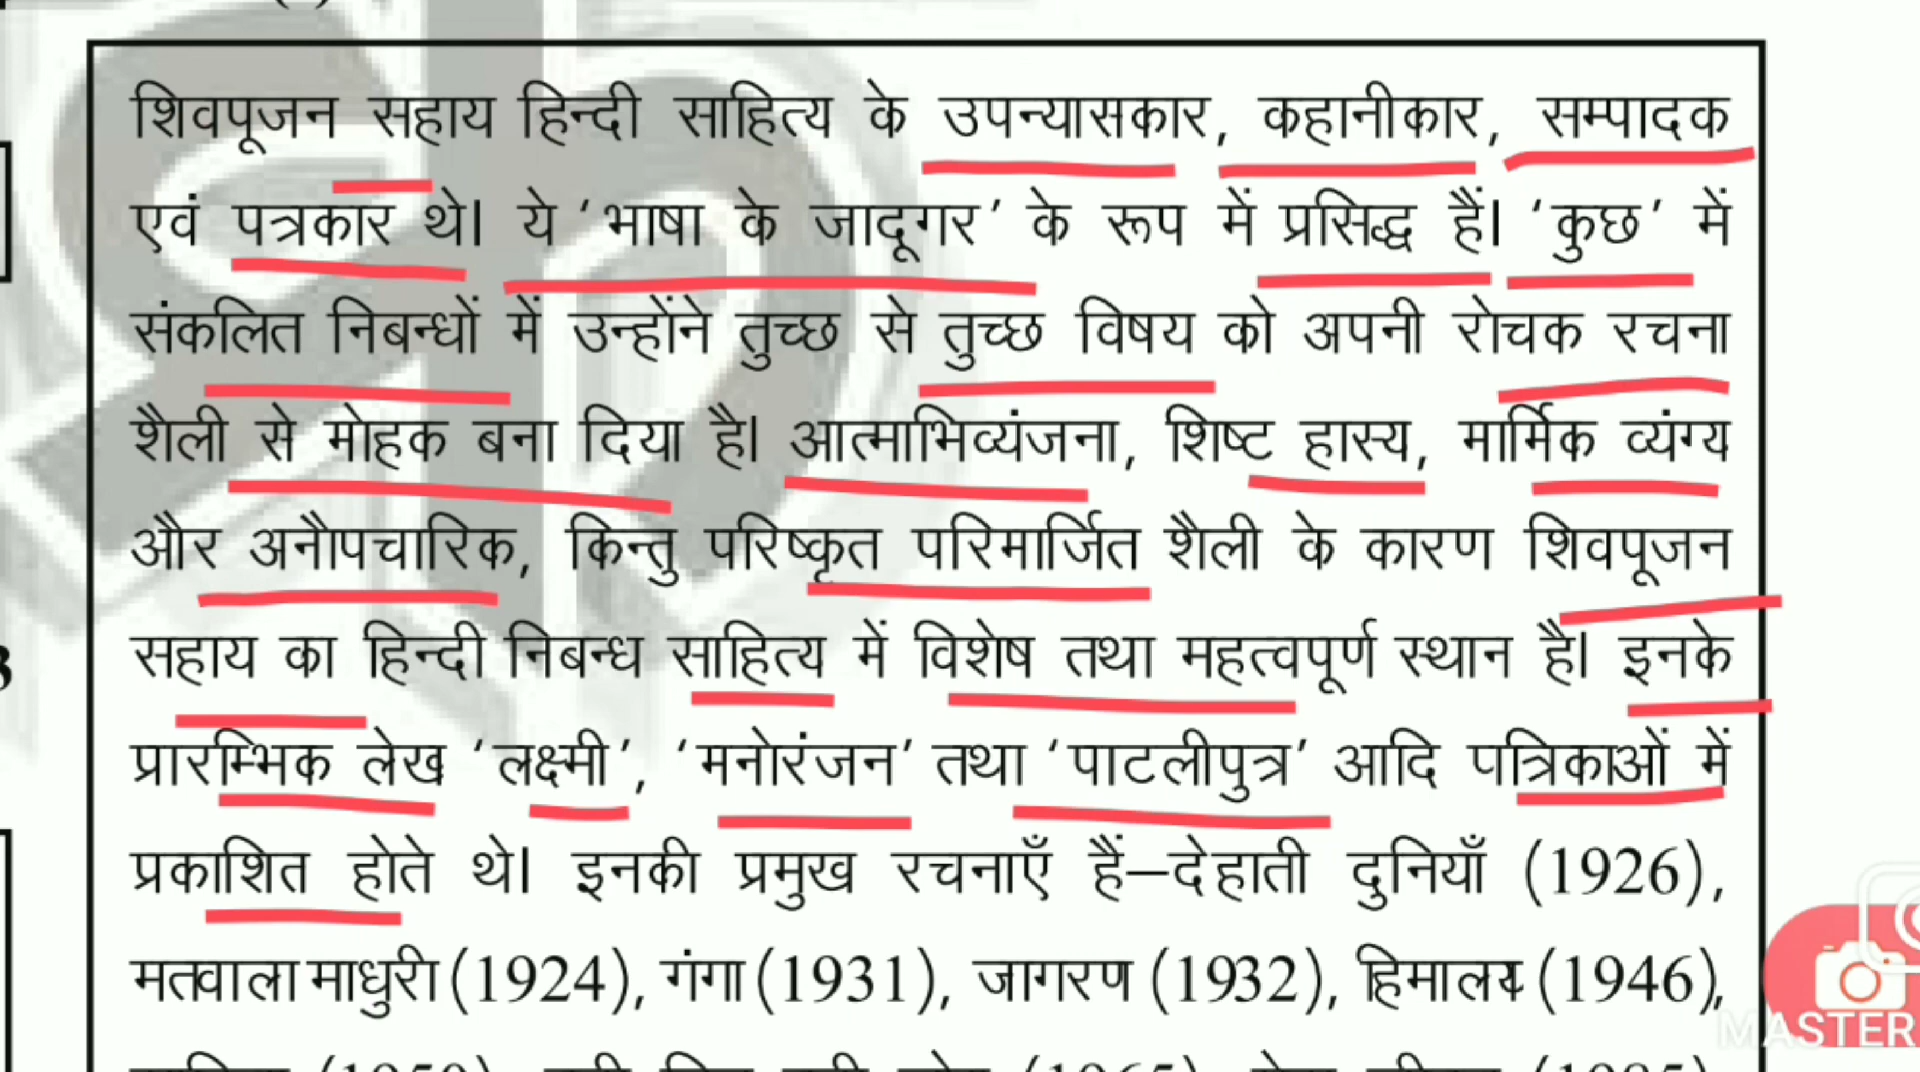 शिवपूजन सहाय हिन्दी साहित्य के उपन्यासकार, कहानीकार, सम्पादक
एवं पत्रकार थे। ये ‘भाषा के जादूगर’ के रूप में प्रसिद्ध हैं। ‘कुछ’ में
संकलित निबन्धों में उन्होंने तुच्छ से तुच्छ विषय को अपनी रोचक रचना
शैली से मोहक बना दिया है। आत्माभिव्यंजना, शिष्ट हास्य, मार्मिक व्यंग्य
और अनौपचारिक, किन्तु परिष्कृत परिमार्जित शैली के कारण शिवपूजन
सहाय का हिन्दी निबन्ध साहित्य में विशेष तथा महत्वपूर्ण स्थान है। इनके
प्रारम्भिक लेख ‘लक्ष्मी’, ‘मनोरंजन’ तथा ‘पाटलीपुत्र’ आदि पत्रिकाओं में
प्रकाशित होते थे। इनकी प्रमुख रचनाएँ हैं–देहाती दुनियाँ (1926),
मतवाला माधुरी (1924), गंगा (1931), जागरण (1932), हिमालय (1946),
MASTER